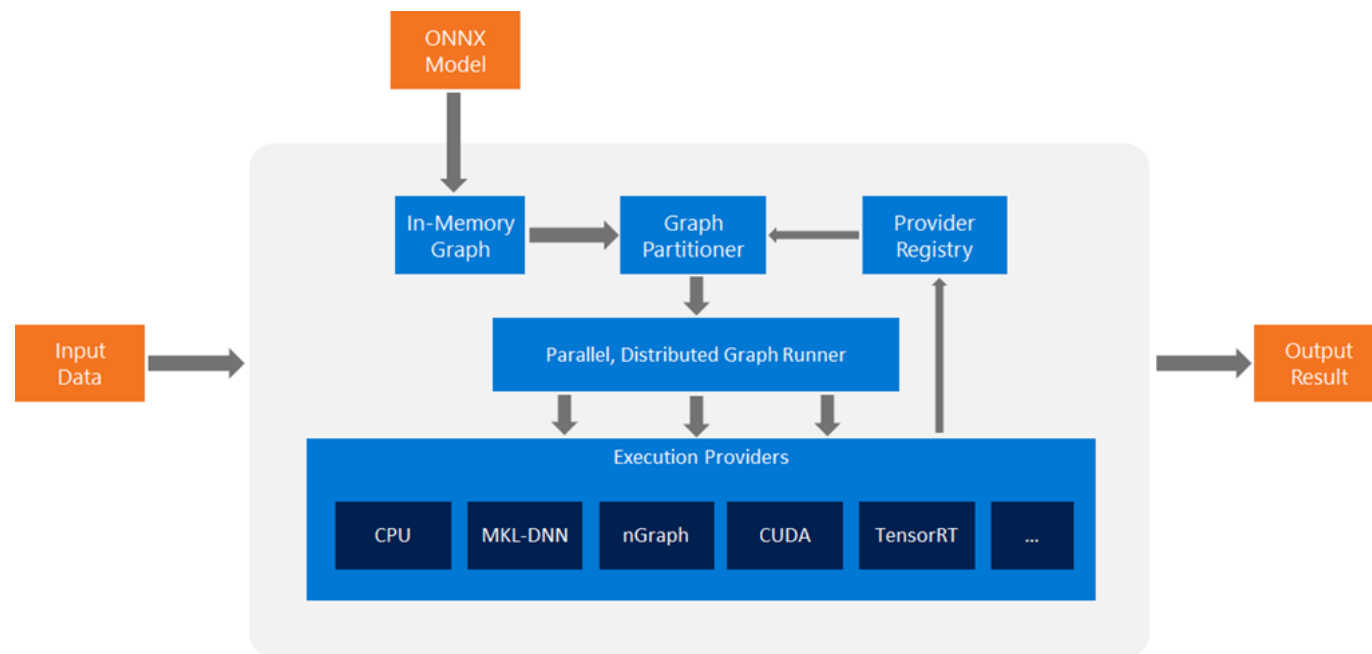 ONNX
Model
In-Memory
Graph
Graph
Partitioner
Provider
Registry
Input
Data
Parallel, Distributed Graph Runner
Output
Result
Execution Providers
CPU
MKL-DNN
nGraph
CUDA
TensorRT
...